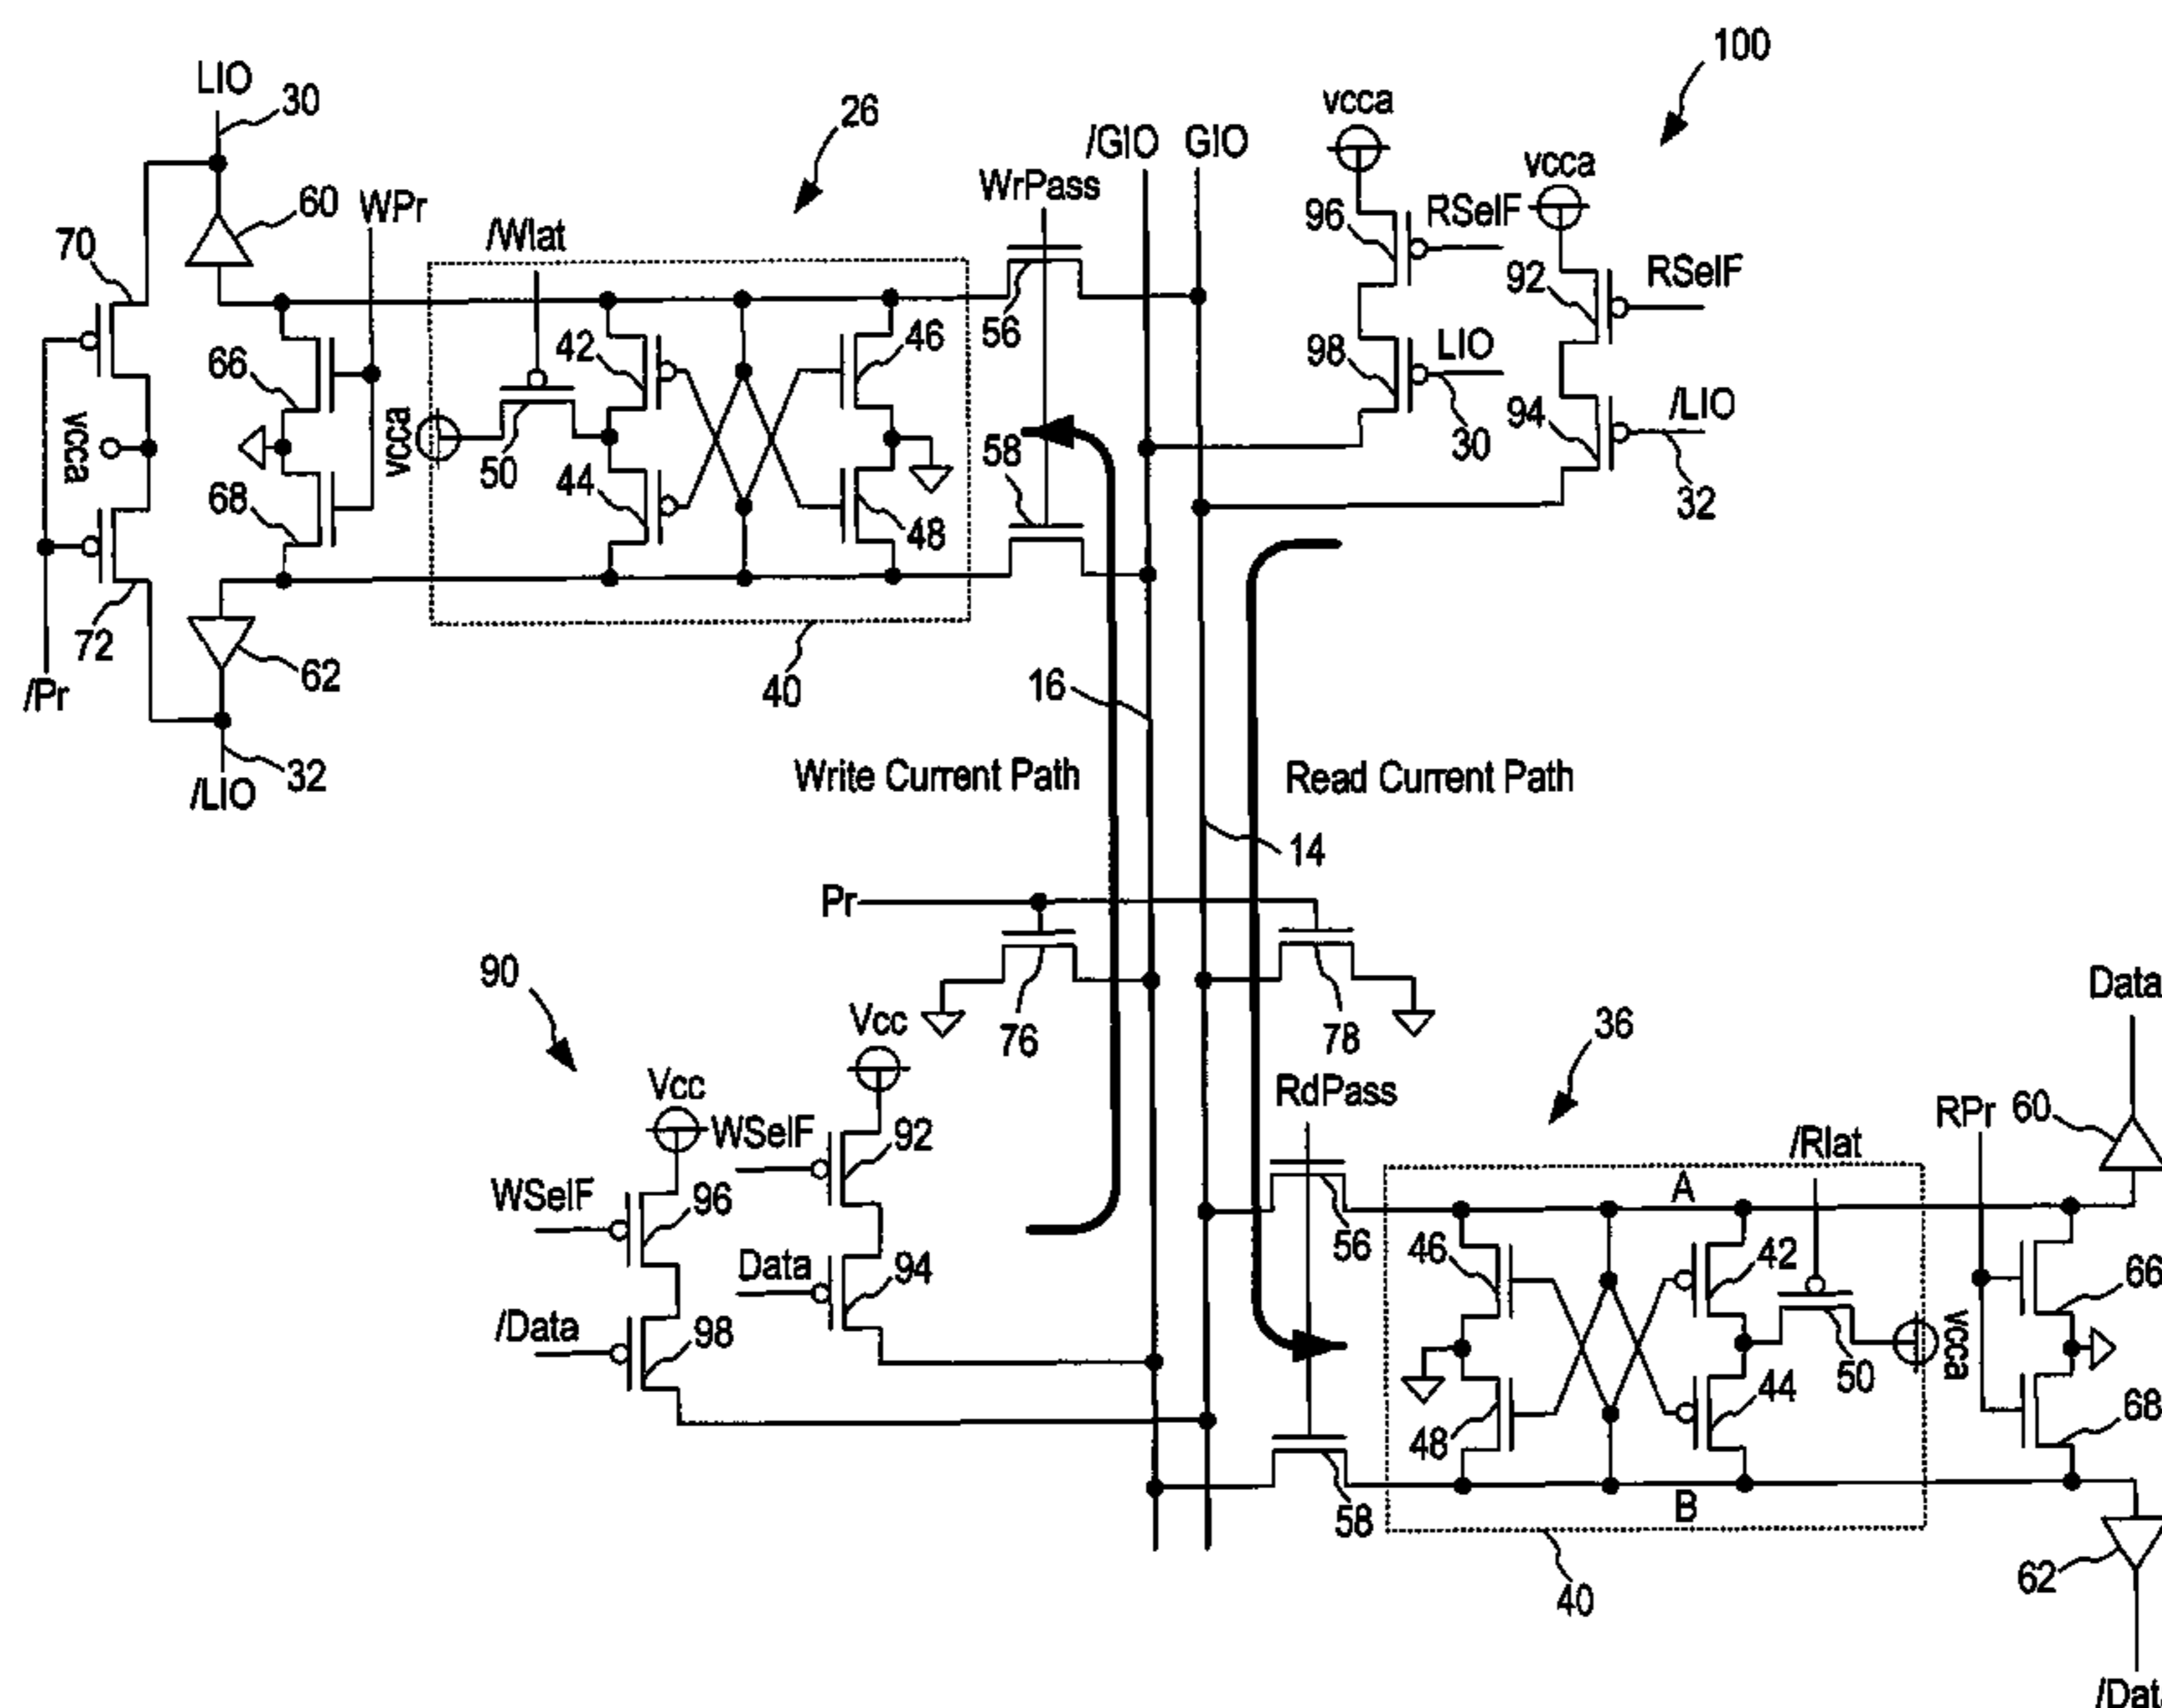 LIO
30
26
100
vcca
/GIO GIO
vcca
60
WPr
WrPass
96
RSelF
70
/Wlat
92
RSelF
56
42
46
98
LIO
66
vcca
vcca
58
30
94
/LIO
50
44
32
68
48
72
62
16
40
/Pr
32
/LIO
Write Current Path
Read Current Path
14
Pr
90
Data
Vcc
76
78
36
Vcc
RdPass
WSelF
92
RPr
60
/Rlat
WSelF
96
A
56
46
42
66
Data
94
/Data
98
50
vcca
44
48
68
58
B
62
40